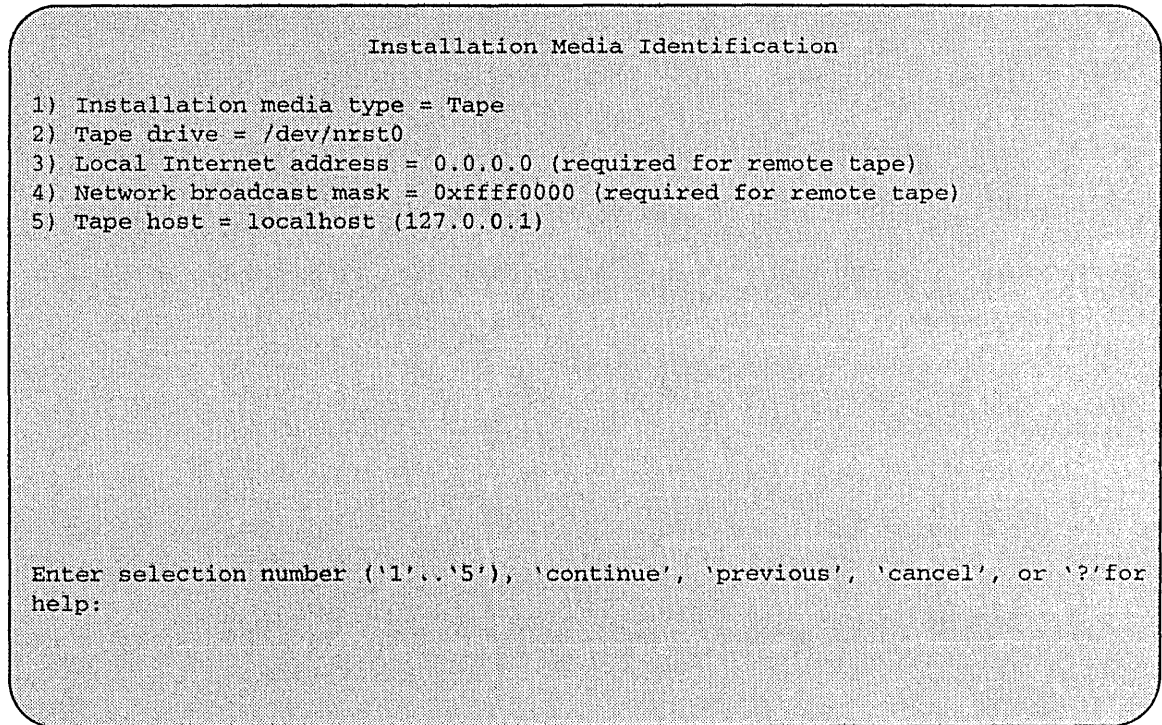 Installation Media Identification
1) Installation media type = Tape
2) Tape drive = /dev/nrst0
3) Local Internet address = 0.0.0.0 (required for remote tape)
4) Network broadcast mask = 0xffff0000 (required for remote tape)
5) Tape host = localhost (127.0.0.1)
Enter selection number (‛1'..‛5'), ‛continue', ‛previous', ‛cancel', or ‛?'for
help: